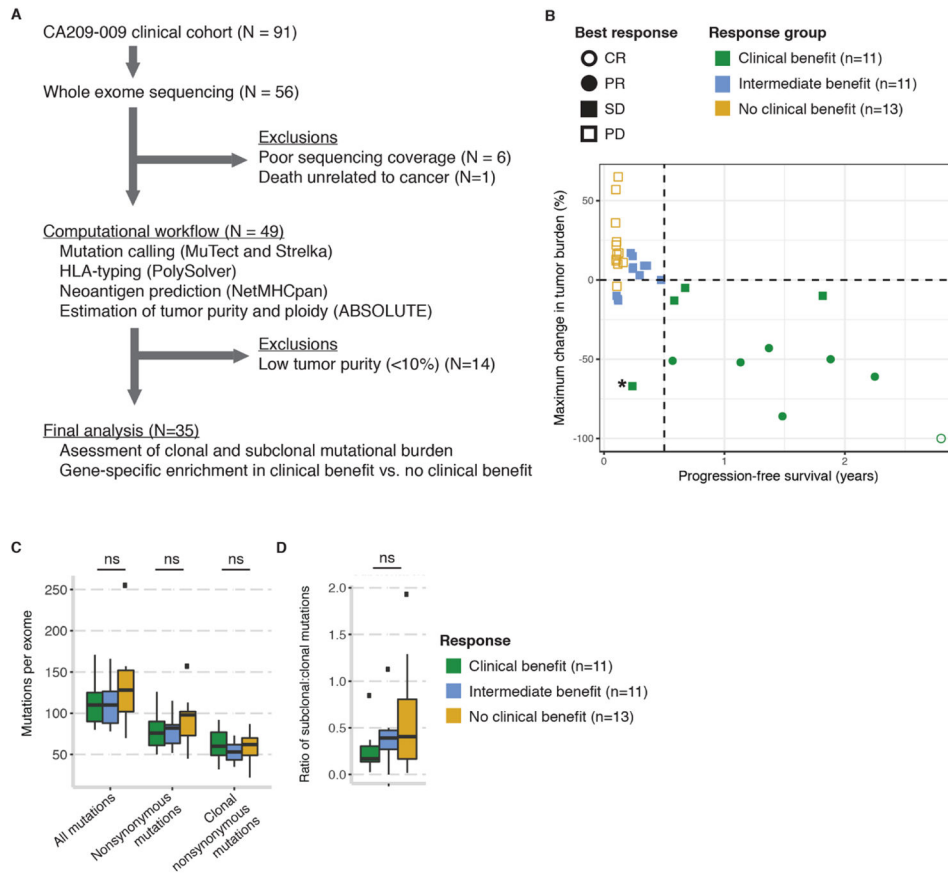 A
CA209-009 clinical cohort (N = 91)
Whole exome sequencing (N = 56)
Exclusions
Poor sequencing coverage (N = 6)
Death unrelated to cancer (N=1)
Computational workflow (N = 49)
Mutation calling (MuTect and Strelka)
HLA-typing (PolySolver)
Neoantigen prediction (NetMHCpan)
Estimation of tumor purity and ploidy (ABSOLUTE)
Exclusions
Low tumor purity (<10%) (N=14)
Final analysis (N=35)
Assessment of clonal and subclonal mutational burden
Gene-specific enrichment in clinical benefit vs. no clinical benefit
B
Best response
CR
PR
SD
PD
Response group
Clinical benefit (n=11)
Intermediate benefit (n=11)
No clinical benefit (n=13)
Maximum change in tumor burden (%)
50
0
-50
-100
*
0
1
2
Progression-free survival (years)
C
ns
ns
ns
Mutations per exome
250
200
150
100
50
All mutations
Nonsynonymous
mutations
Clonal
nonsynonymous
mutations
D
ns
Ratio of subclonal:clonal mutations
2.0
1.5
1.0
0.5
0.0
Response
Clinical benefit (n=11)
Intermediate benefit (n=11)
No clinical benefit (n=13)